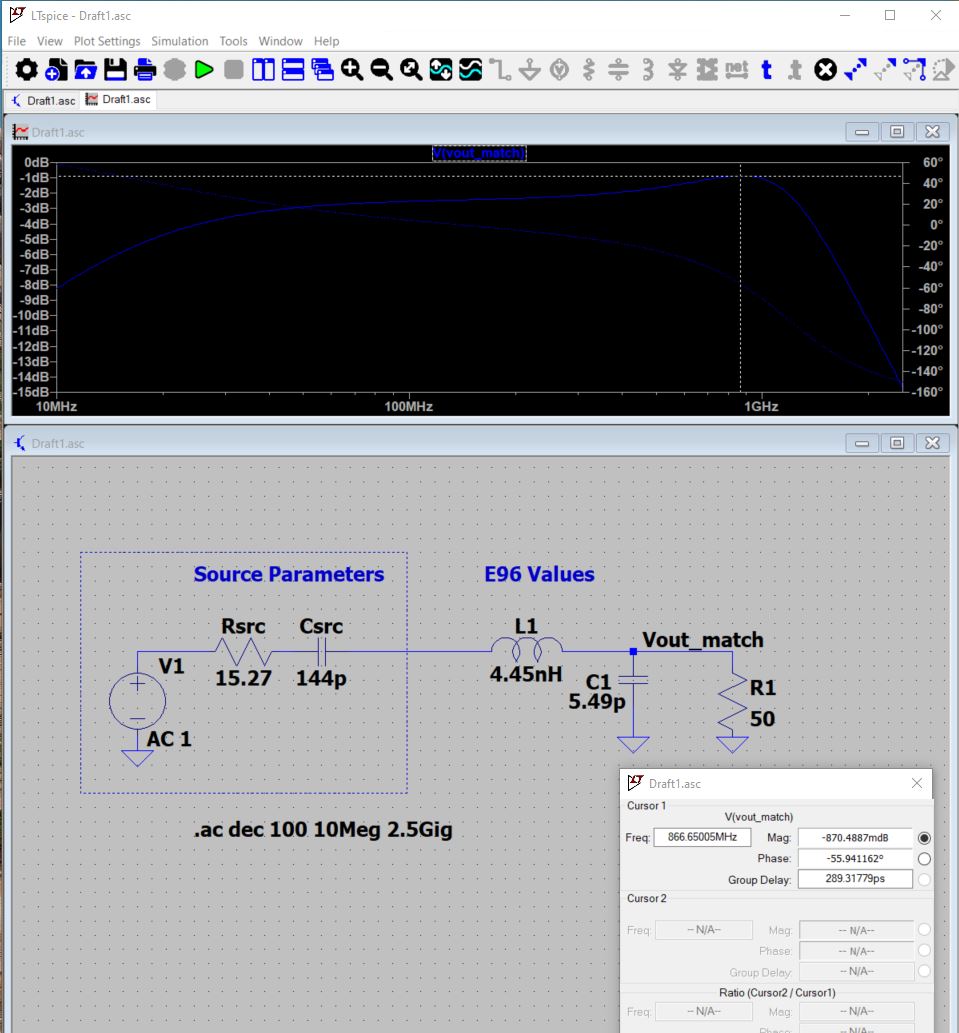 LTspice - Draft1.asc
File View Plot Settings Simulation Tools Window Help
Draft1.asc Draft1.asc
Draft1.asc
V(vout_match)
0dB
-1dB
-2dB
-3dB
-4dB
-5dB
-6dB
-7dB
-8dB
-9dB
-10dB
-11dB
-12dB
-13dB
-14dB
-15dB
60°
40°
20°
0°
-20°
-40°
-60°
-80°
-100°
-120°
-140°
-160°
10MHz 100MHz 1GHz
Draft1.asc
Source Parameters
E96 Values
Rsrc
15.27
Csrc
144p
L1
4.45nH
Vout_match
V1
AC 1
C1
5.49p
R1
50
.ac dec 100 10Meg 2.5Gig
Draft1.asc
Cursor 1
V(vout_match)
Freq: 866.65005MHz Mag: -870.4887mdB
Phase: -55.941162°
Group Delay: 289.31779ps
Cursor 2
Freq: -- N/A-- Mag: -- N/A--
Phase: -- N/A--
Group Delay: -- N/A--
Ratio (Cursor2 / Cursor1)
Freq: -- N/A-- Mag: -- N/A--
Phase: -- N/A--